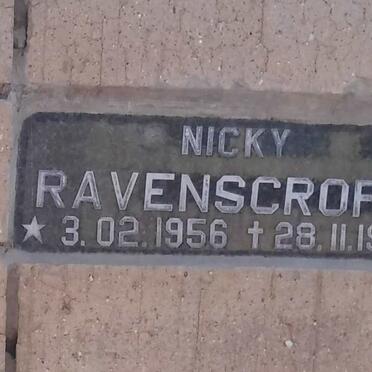 NICKY
RAVENSCROF
★ 3.02.1956 ✝ 28.11.19